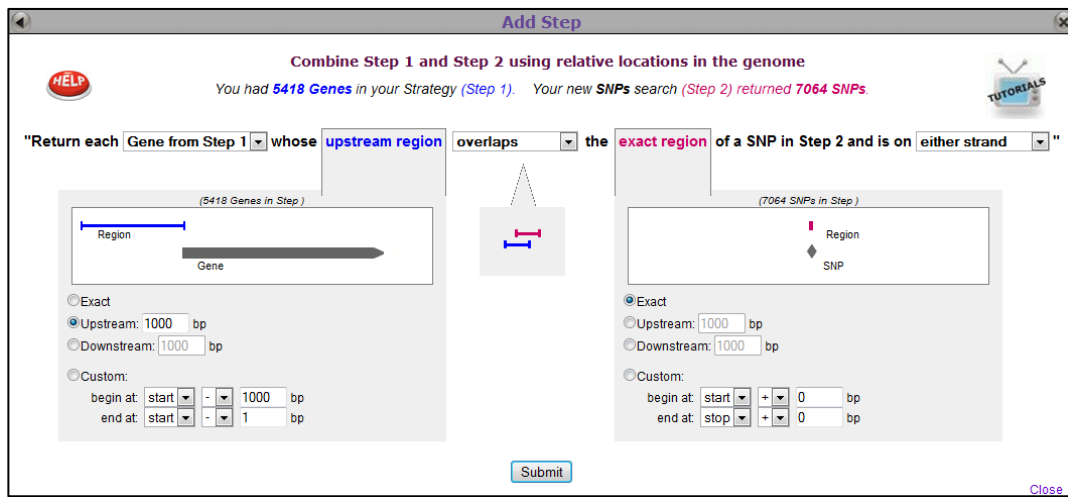 Add Step
Combine Step 1 and Step 2 using relative locations in the genome
HELP
You had 5418 Genes in your Strategy (Step 1). Your new SNPs search (Step 2) returned 7064 SNPs.
TUTORIALS
"Return each Gene from Step 1 whose upstream region overlaps the exact region of a SNP in Step 2 and is on either strand "
(5418 Genes in Step )
Region
Gene
Exact
Upstream: 1000 bp
Downstream: 1000 bp
Custom:
begin at: start - 1000 bp
end at: start - 1 bp
(7064 SNPs in Step )
Region
SNP
Exact
Upstream: 1000 bp
Downstream: 1000 bp
Custom:
begin at: start + 0 bp
end at: stop + 0 bp
Submit
Close